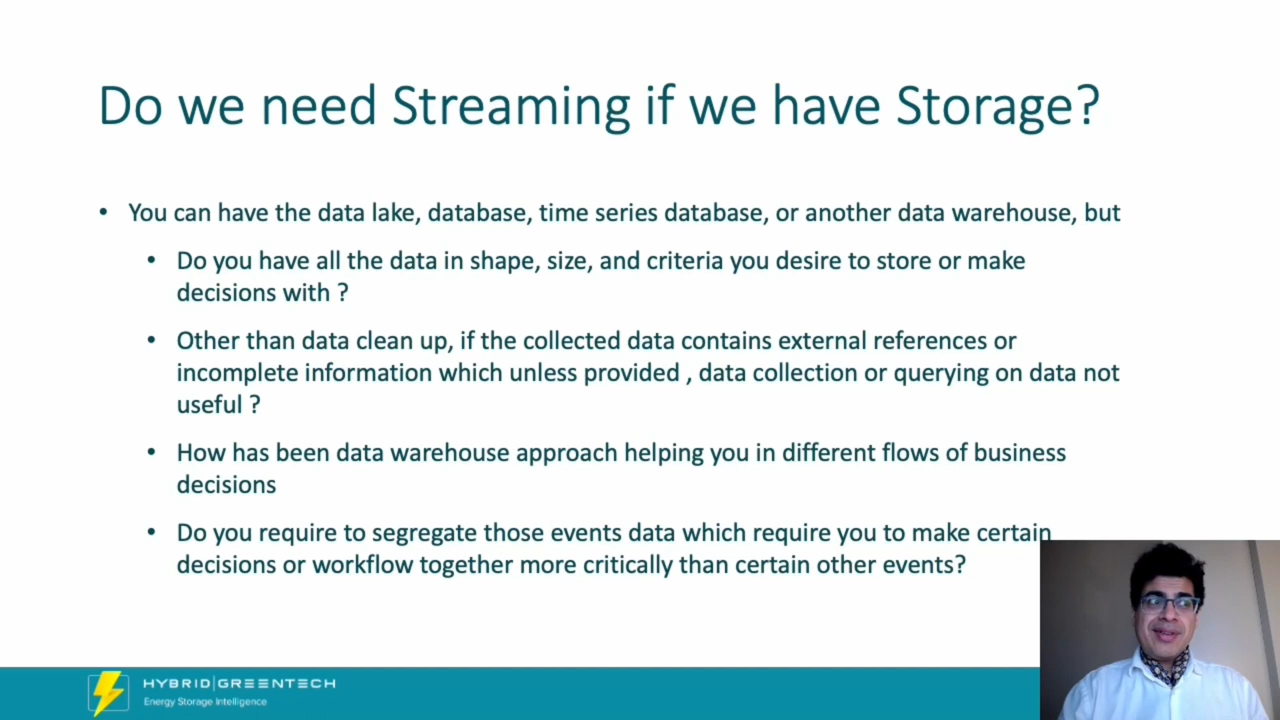 Do we need Streaming if we have Storage?
• You can have the data lake, database, time series database, or another data warehouse, but
• Do you have all the data in shape, size, and criteria you desire to store or make
decisions with ?
• Other than data clean up, if the collected data contains external references or
incomplete information which unless provided , data collection or querying on data not
useful ?
• How has been data warehouse approach helping you in different flows of business
decisions
• Do you require to segregate those events data which require you to make certain
decisions or workflow together more critically than certain other events?
HYBRID|GREENTECH
Energy Storage Intelligence